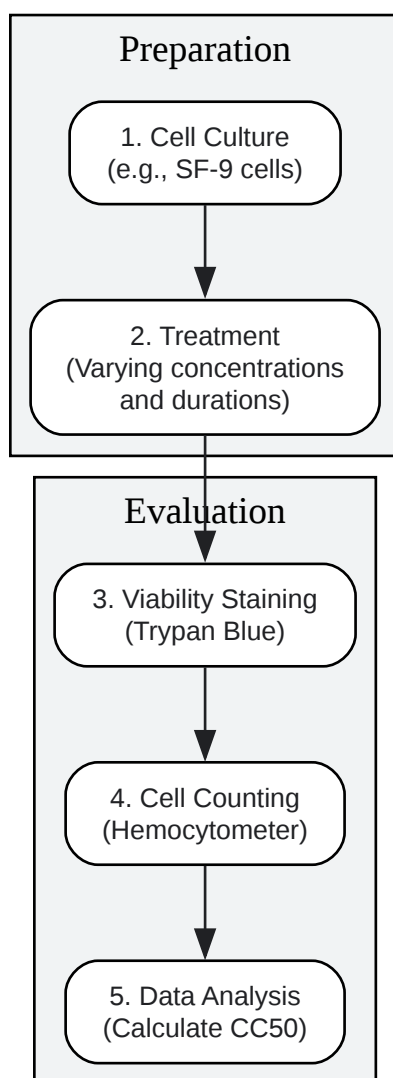 Preparation
1. Cell Culture
(e.g., SF-9 cells)
2. Treatment
(Varying concentrations
and durations)
Evaluation
3. Viability Staining
(Trypan Blue)
4. Cell Counting
(Hemocytometer)
5. Data Analysis
(Calculate CC50)